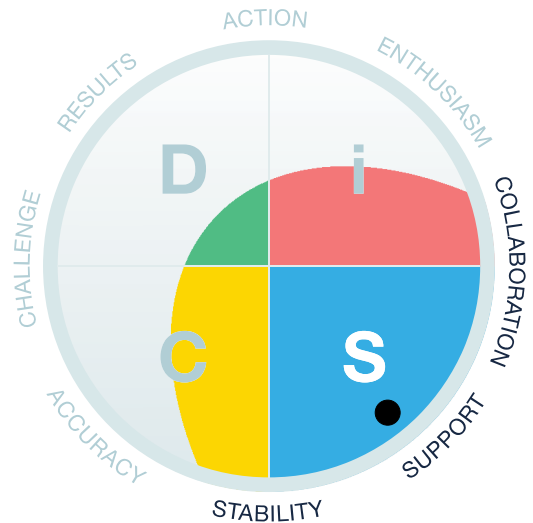 ACTION
ENTHUSIASM
COLLABORATION
SUPPORT
STABILITY
ACCURACY
CHALLENGE
RESULTS
D
i
C
S